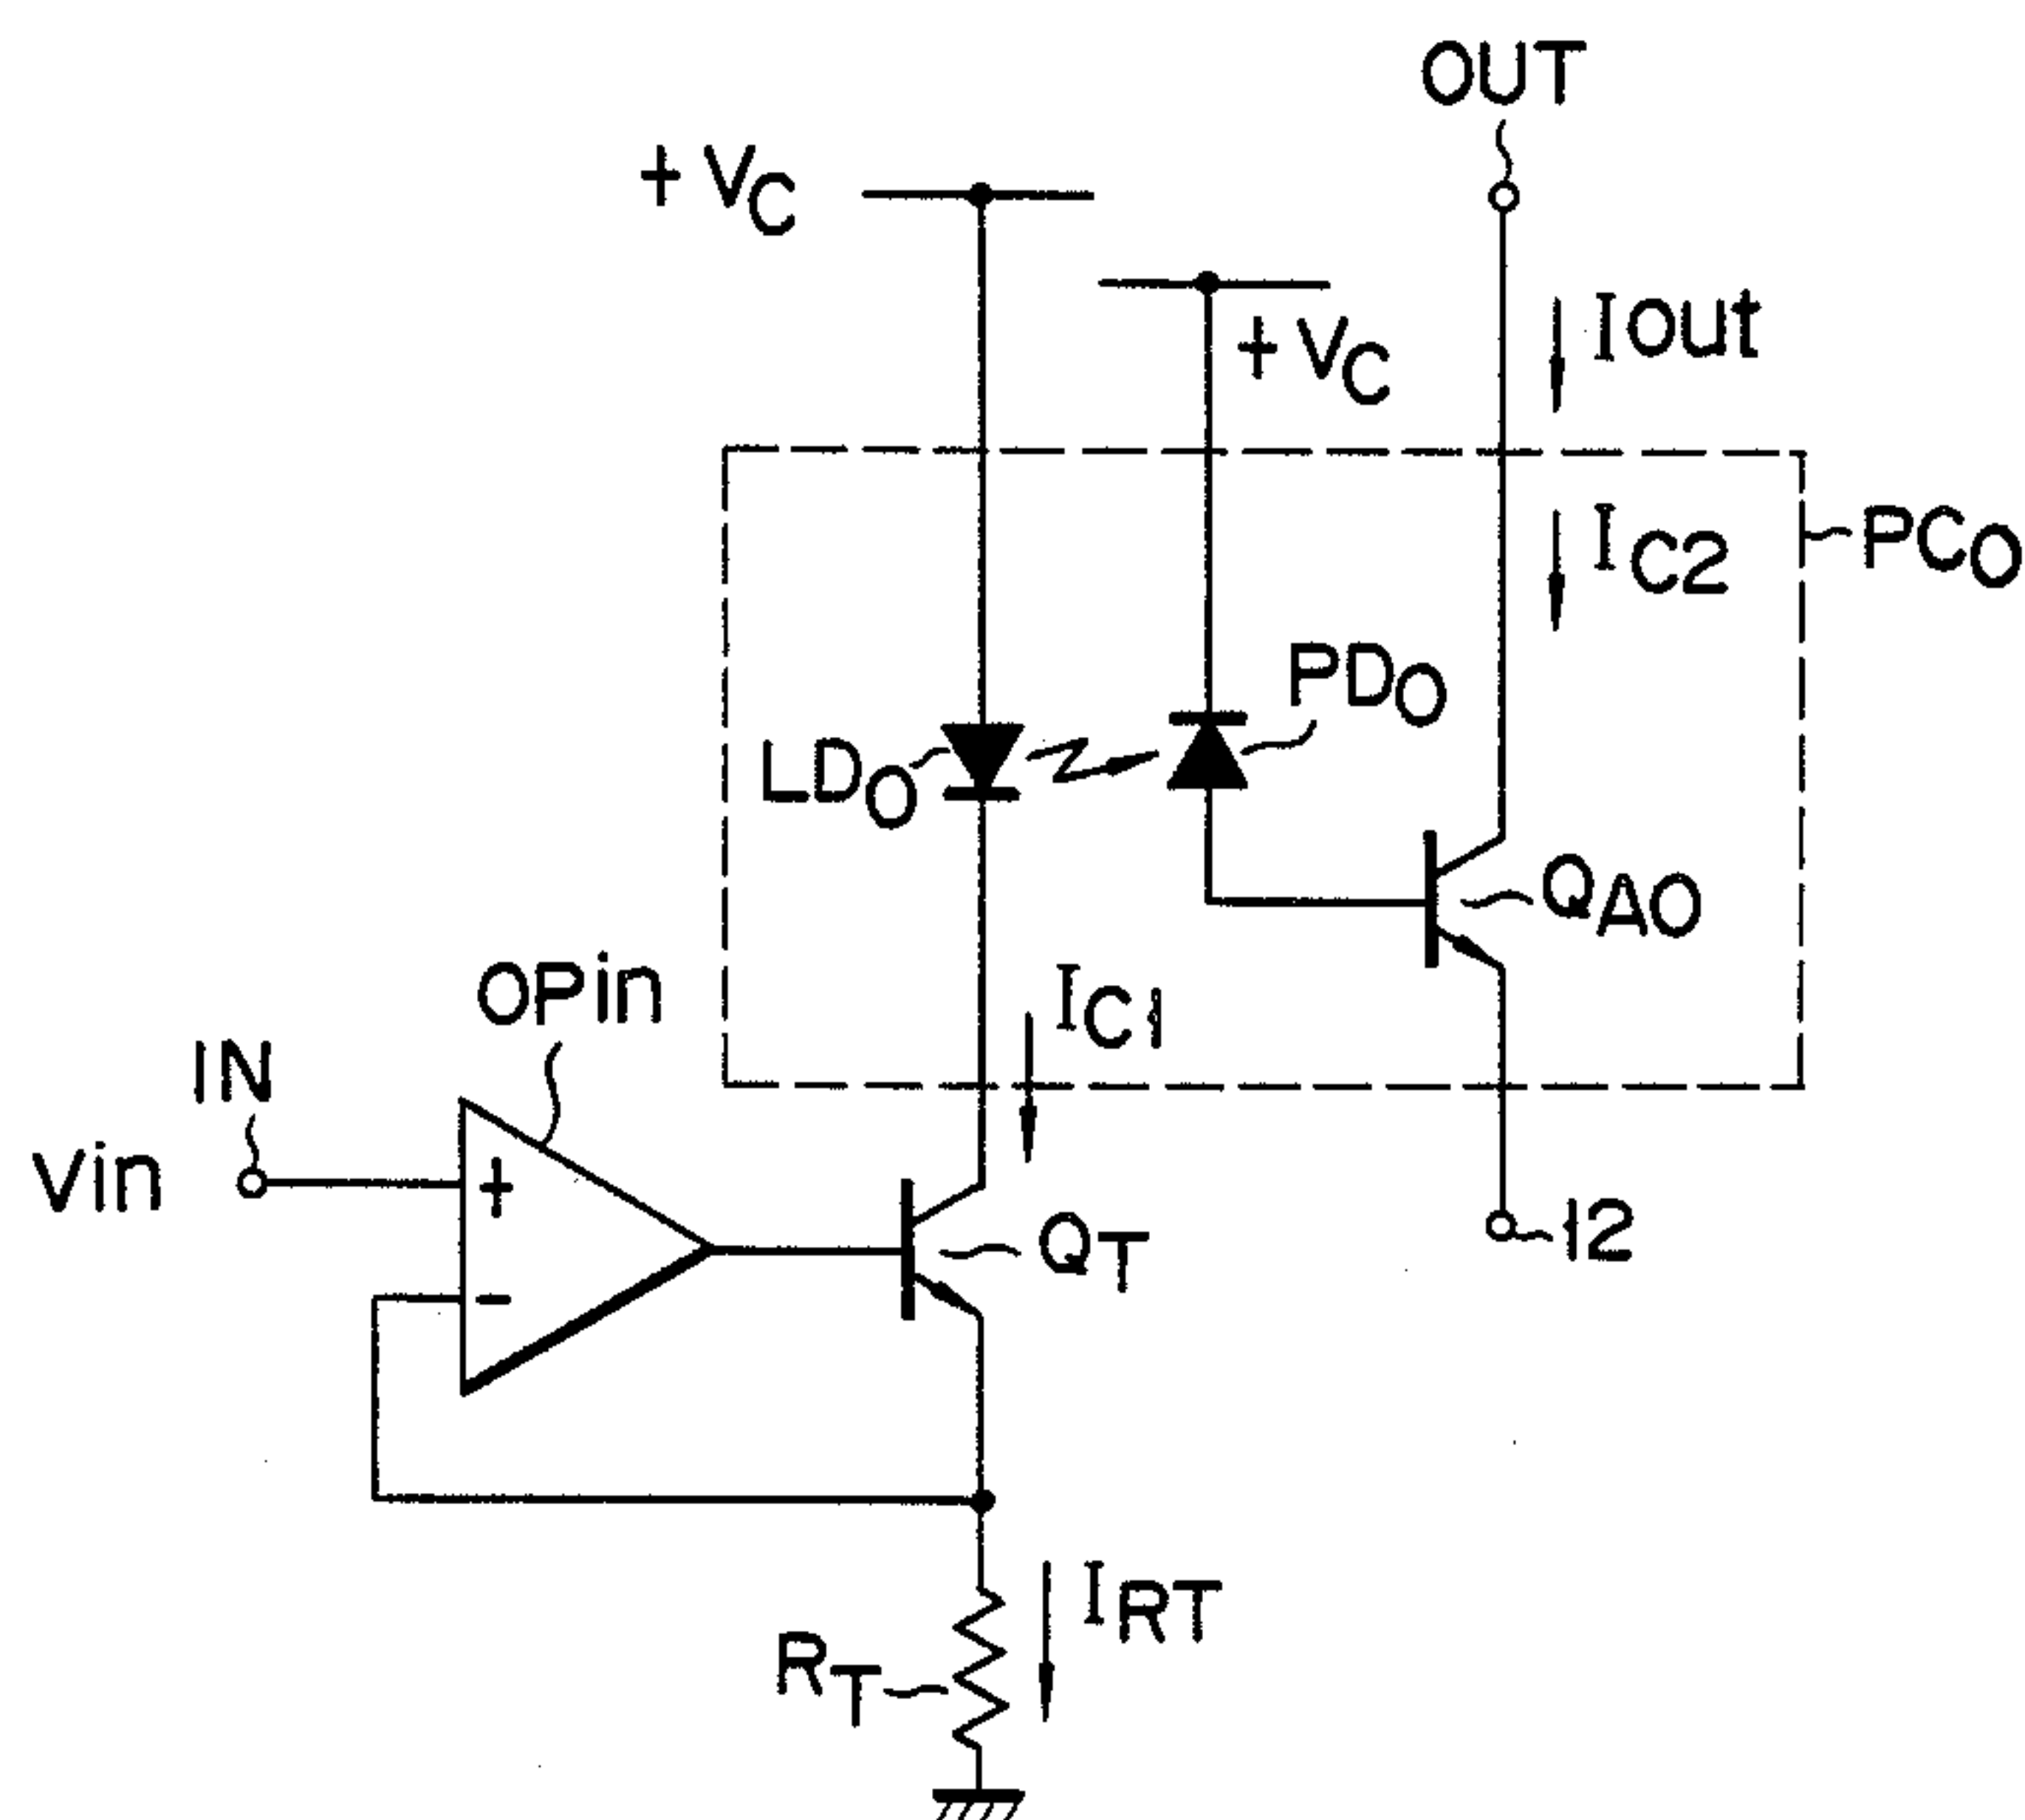 OUT
+ VC
Iout
+ VC
IC2
PCO
PDO
LDO
QAO
OPin
IC1
IN
Vin
+
QT
12
-
IRT
RT